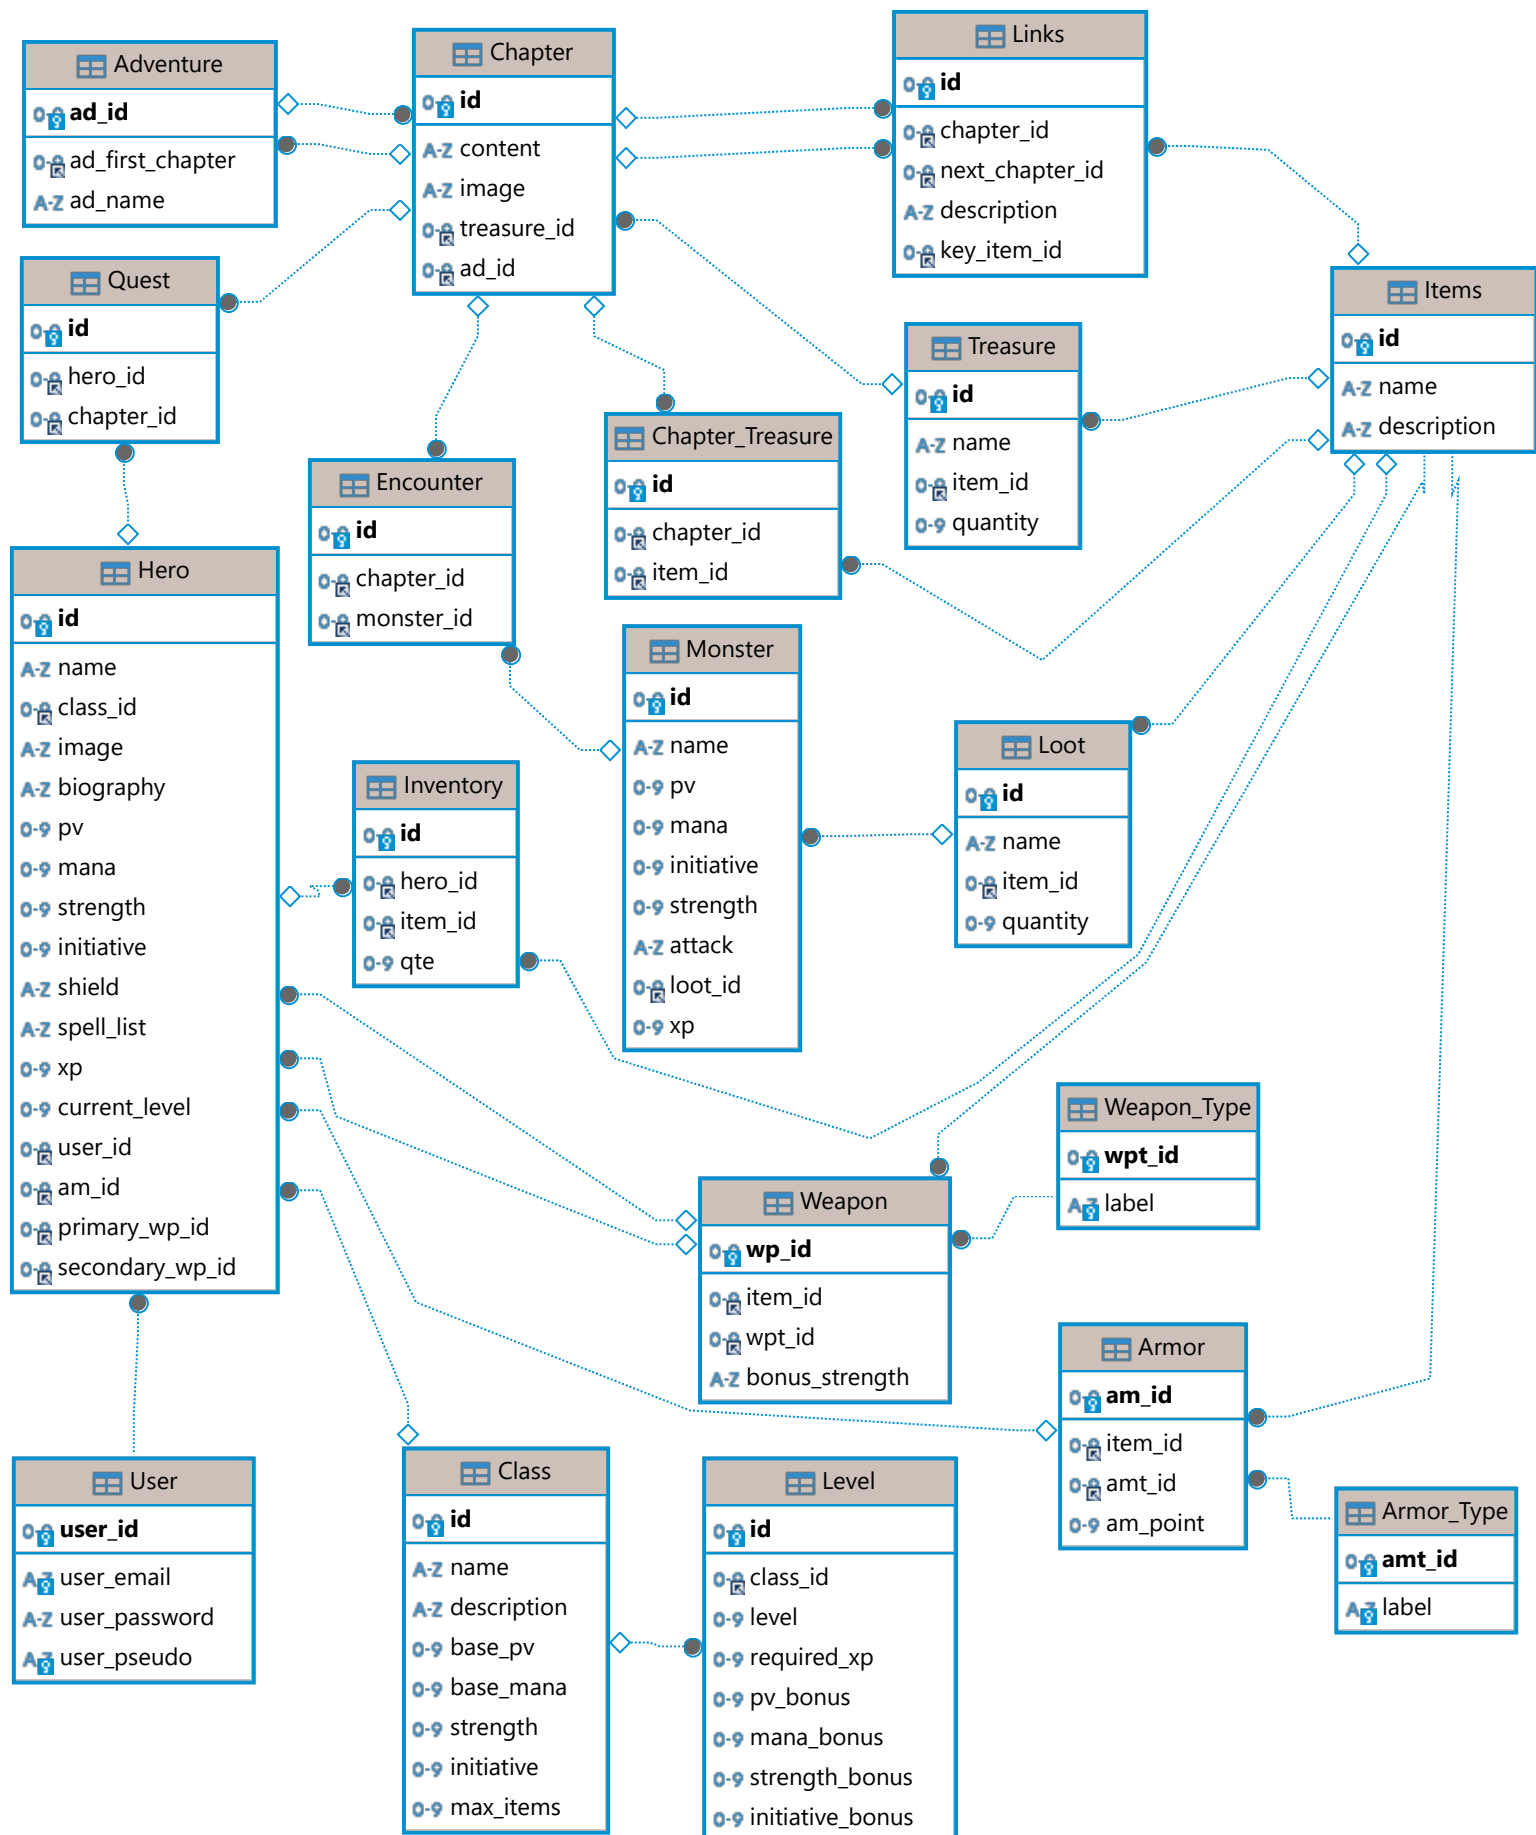 Adventure
ad_id
ad_first_chapter
ad_name
Chapter
id
content
image
treasure_id
ad_id
Links
id
chapter_id
next_chapter_id
description
key_item_id
Quest
id
hero_id
chapter_id
Items
id
name
description
Treasure
id
name
item_id
quantity
Chapter_Treasure
id
chapter_id
item_id
Encounter
id
chapter_id
monster_id
Hero
id
name
class_id
image
biography
pv
mana
strength
initiative
shield
spell_list
xp
current_level
user_id
am_id
primary_wp_id
secondary_wp_id
Monster
id
name
pv
mana
initiative
strength
attack
loot_id
xp
Loot
id
name
item_id
quantity
Inventory
id
hero_id
item_id
qte
Weapon_Type
wpt_id
label
Weapon
wp_id
item_id
wpt_id
bonus_strength
Armor
am_id
item_id
amt_id
am_point
Armor_Type
amt_id
label
User
user_id
user_email
user_password
user_pseudo
Class
id
name
description
base_pv
base_mana
strength
initiative
max_items
Level
id
class_id
level
required_xp
pv_bonus
mana_bonus
strength_bonus
initiative_bonus